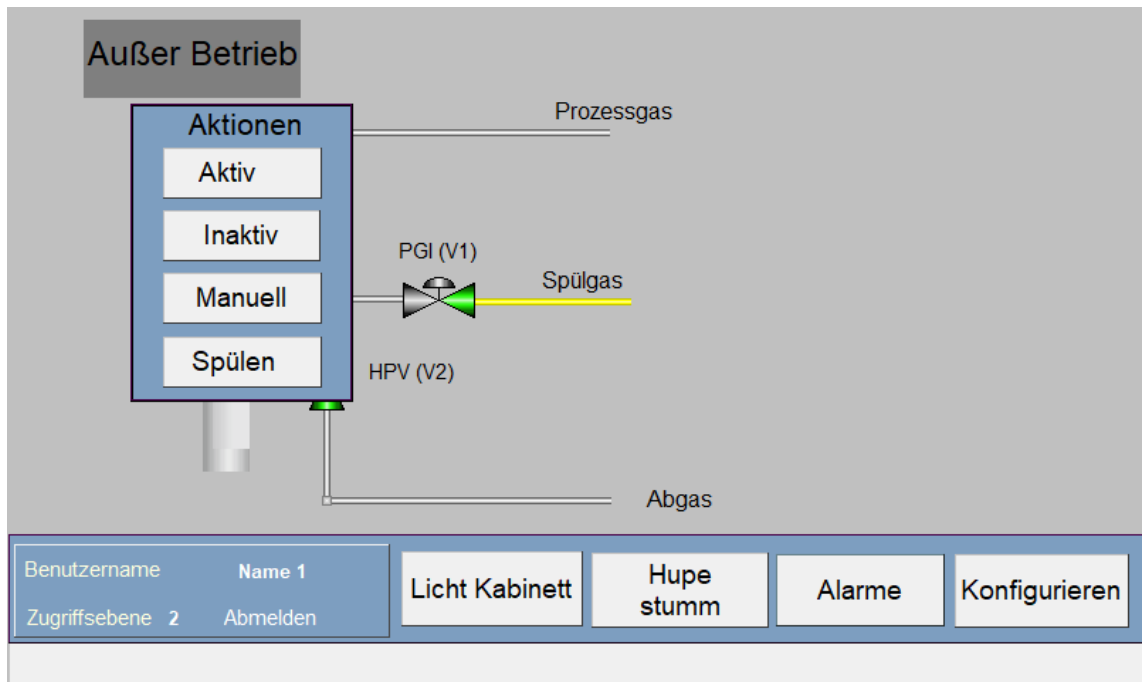 Außer Betrieb
Aktionen
Prozessgas
Aktiv
Inaktiv
PGI (V1)
Spülgas
Manuell
Spülen
HPV (V2)
Abgas
Benutzername Name 1
Zugriffsebene 2 Abmelden
Licht Kabinett
Hupe
stumm
Alarme
Konfigurieren